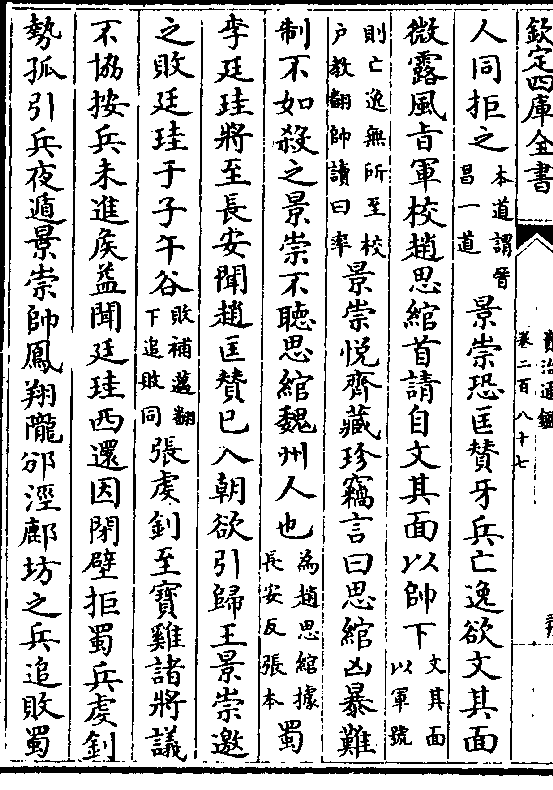 欽定四庫全書
卷二百八十七
人同拒之本道謂晉昌一道景崇恐匡賛牙兵亡逸欲文其面
微露風旨軍校趙思綰首請自文其面以帥下文其面以軍號
則亡逸無所至校户教翻帥讀曰率景崇悦齊藏珍竊言曰思綰凶暴難
制不如殺之景崇不聽思綰魏州人也為趙思綰據長安反張本蜀
李廷珪將至長安聞趙匡賛已入朝欲引歸王景崇邀
之敗廷珪于子午谷敗補邁翻下追敗同張虔釗至寶雞諸將議
不協按兵未進矦益聞廷珪西還因閉壁拒蜀兵虔釗
勢孤引兵夜遁景崇帥鳳翔隴邠涇鄜坊之兵追敗蜀